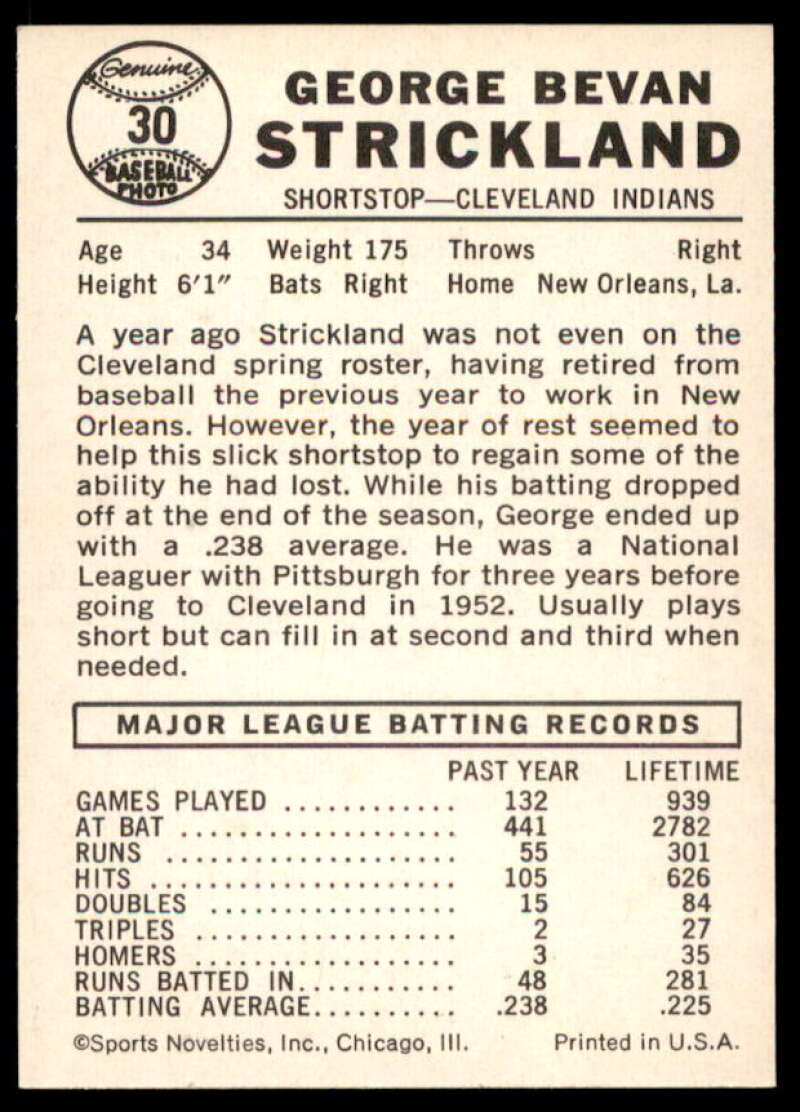 Genuine
30
BASEBALL
PHOTO
GEORGE BEVAN
STRICKLAND
SHORTSTOP—CLEVELAND INDIANS
Age 34 Weight 175 Throws Right
Height 6'1" Bats Right Home New Orleans, La.
A year ago Strickland was not even on the
Cleveland spring roster, having retired from
baseball the previous year to work in New
Orleans. However, the year of rest seemed to
help this slick shortstop to regain some of the
ability he had lost. While his batting dropped
off at the end of the season, George ended up
with a .238 average. He was a National
Leaguer with Pittsburgh for three years before
going to Cleveland in 1952. Usually plays
short but can fill in at second and third when
needed.
MAJOR LEAGUE BATTING RECORDS
PAST YEAR LIFETIME
GAMES PLAYED ............ 132 939
AT BAT ................... 441 2782
RUNS .................... 55 301
HITS ..................... 105 626
DOUBLES ................. 15 84
TRIPLES .................. 2 27
HOMERS .................. 3 35
RUNS BATTED IN........... 48 281
BATTING AVERAGE.......... .238 .225
©Sports Novelties, Inc., Chicago, Ill. Printed in U.S.A.